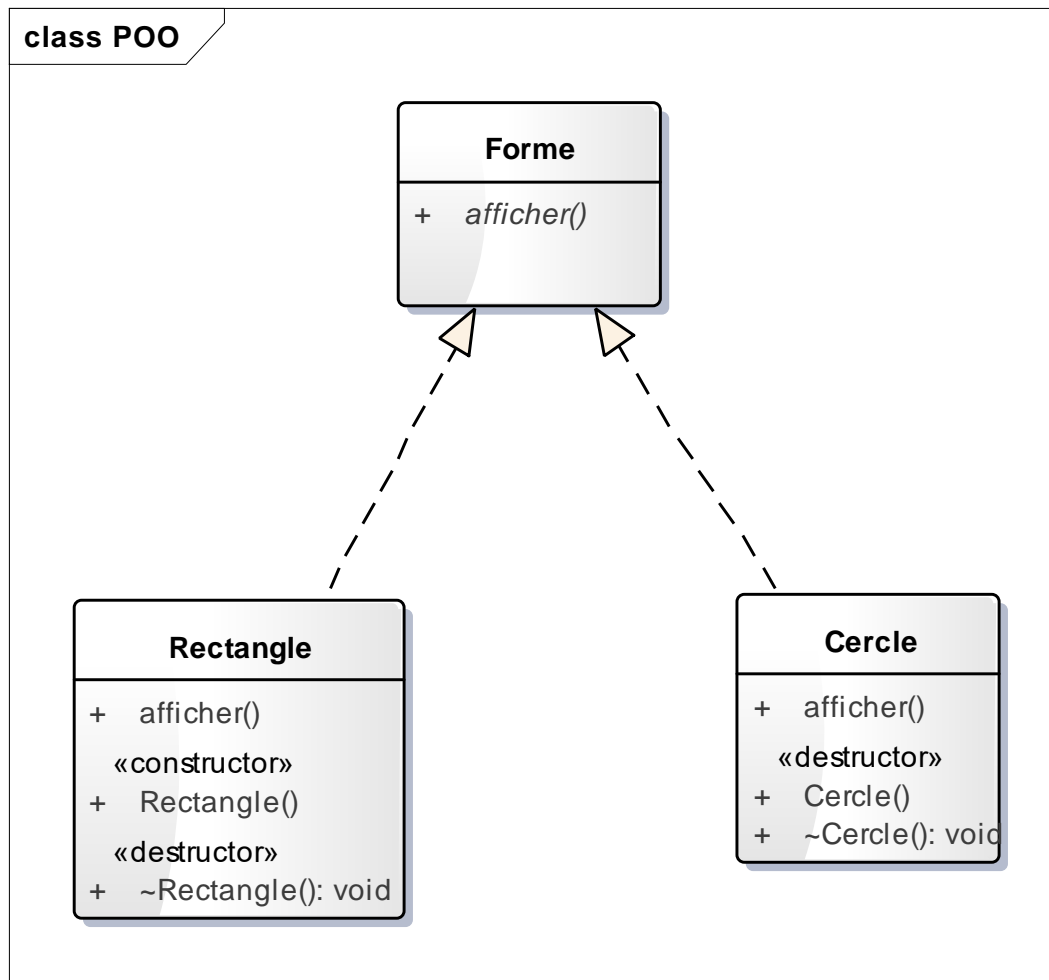 class POO
Forme
+ afficher()
Rectangle
+ afficher()
«constructor»
+ Rectangle()
«destructor»
+ ~Rectangle(): void
Cercle
+ afficher()
«destructor»
+ Cercle()
+ ~Cercle(): void